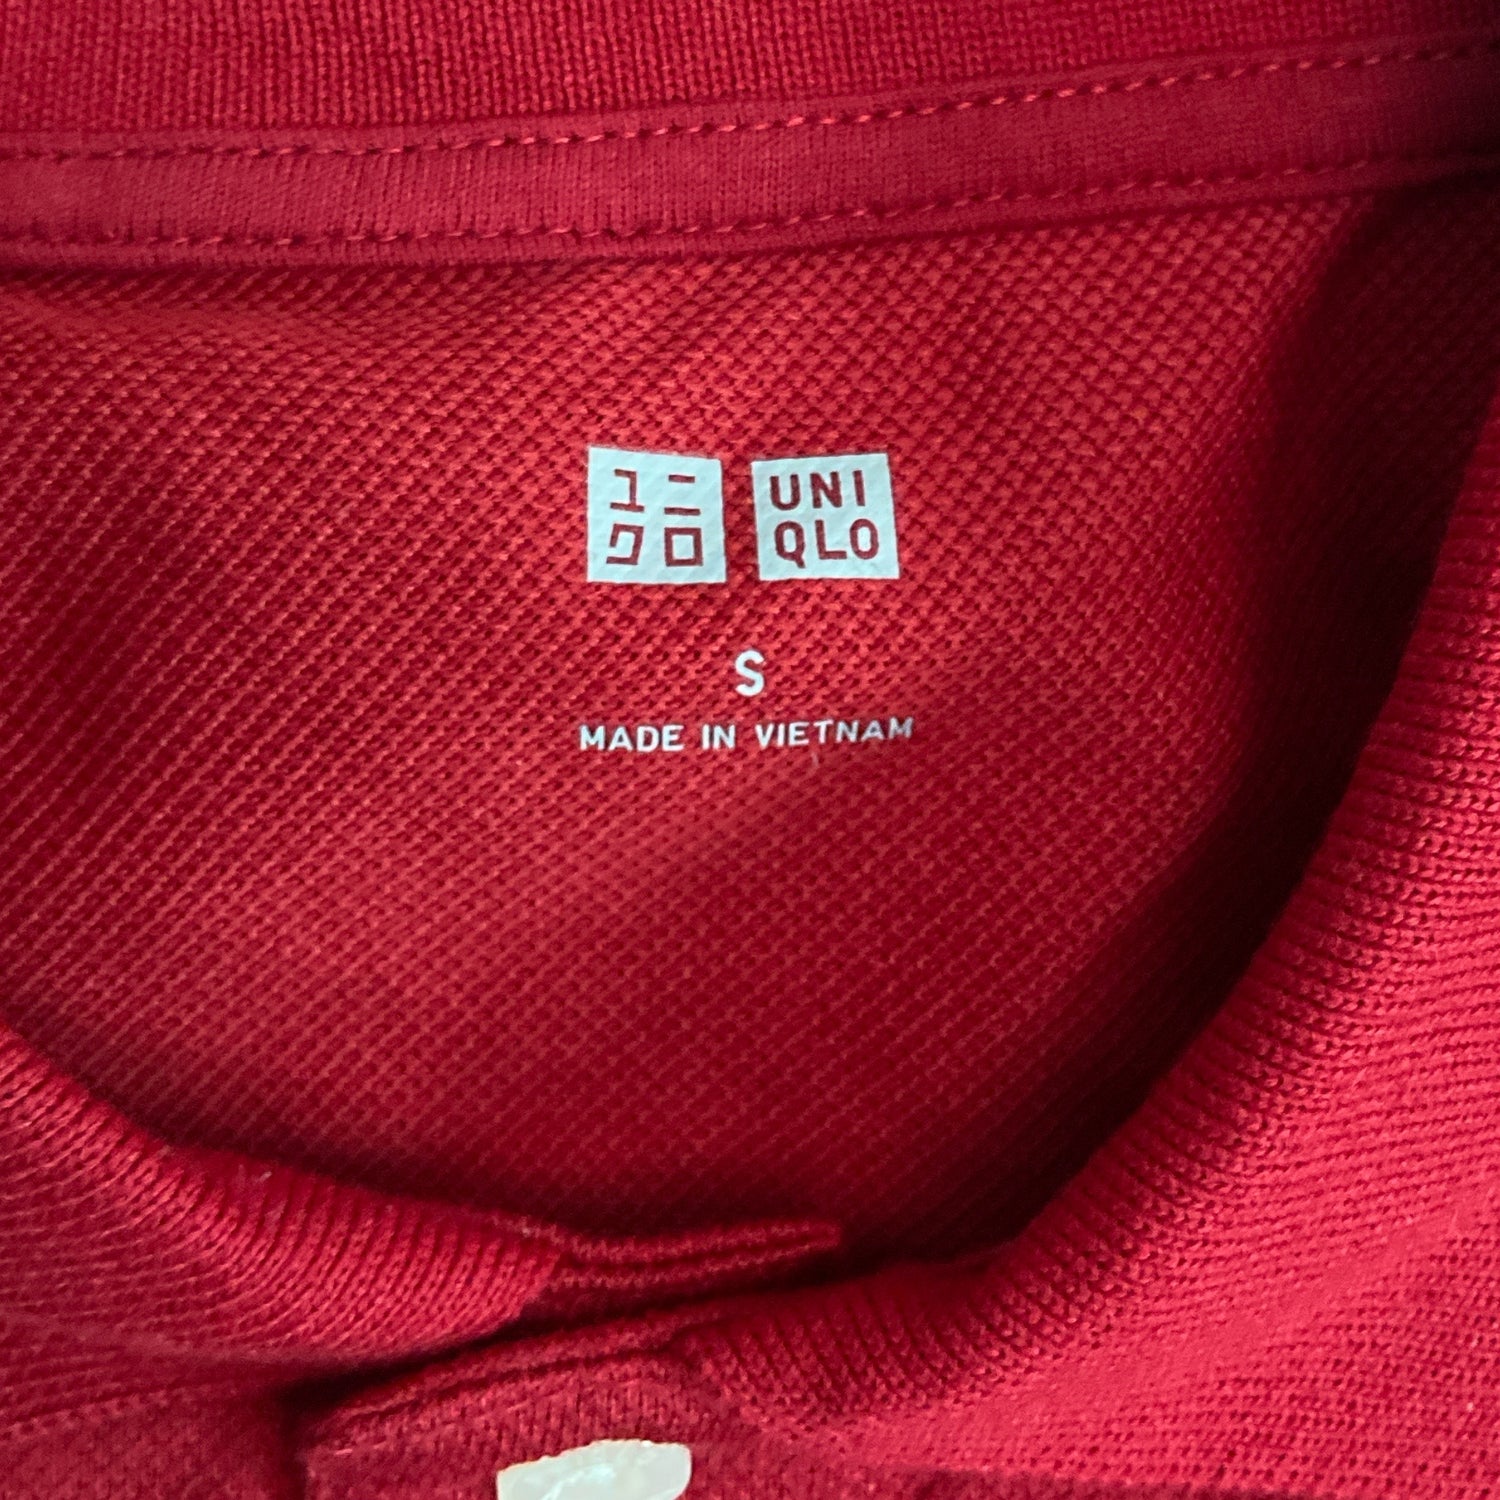 ユニ UNI
クロ QLO
S
MADE IN VIETNAM